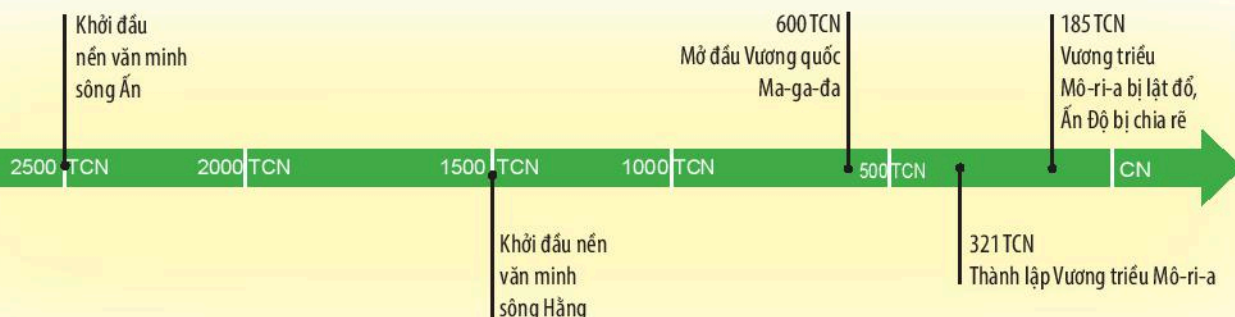 Khởi đầu
nền văn minh
sông Ấn
600 TCN
Mở đầu Vương quốc
Ma-ga-đa
185 TCN
Vương triều
Mô-ri-a bị lật đổ,
Ấn Độ bị chia rẽ
2500 TCN 2000 TCN 1500 TCN 1000 TCN 500 TCN CN
Khởi đầu nền
văn minh
sông Hằng
321 TCN
Thành lập Vương triều Mô-ri-a